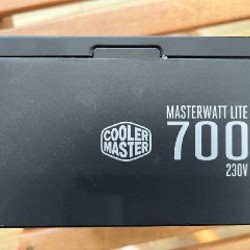 MASTERWATT LITE
COOLER
MASTER
700
230V